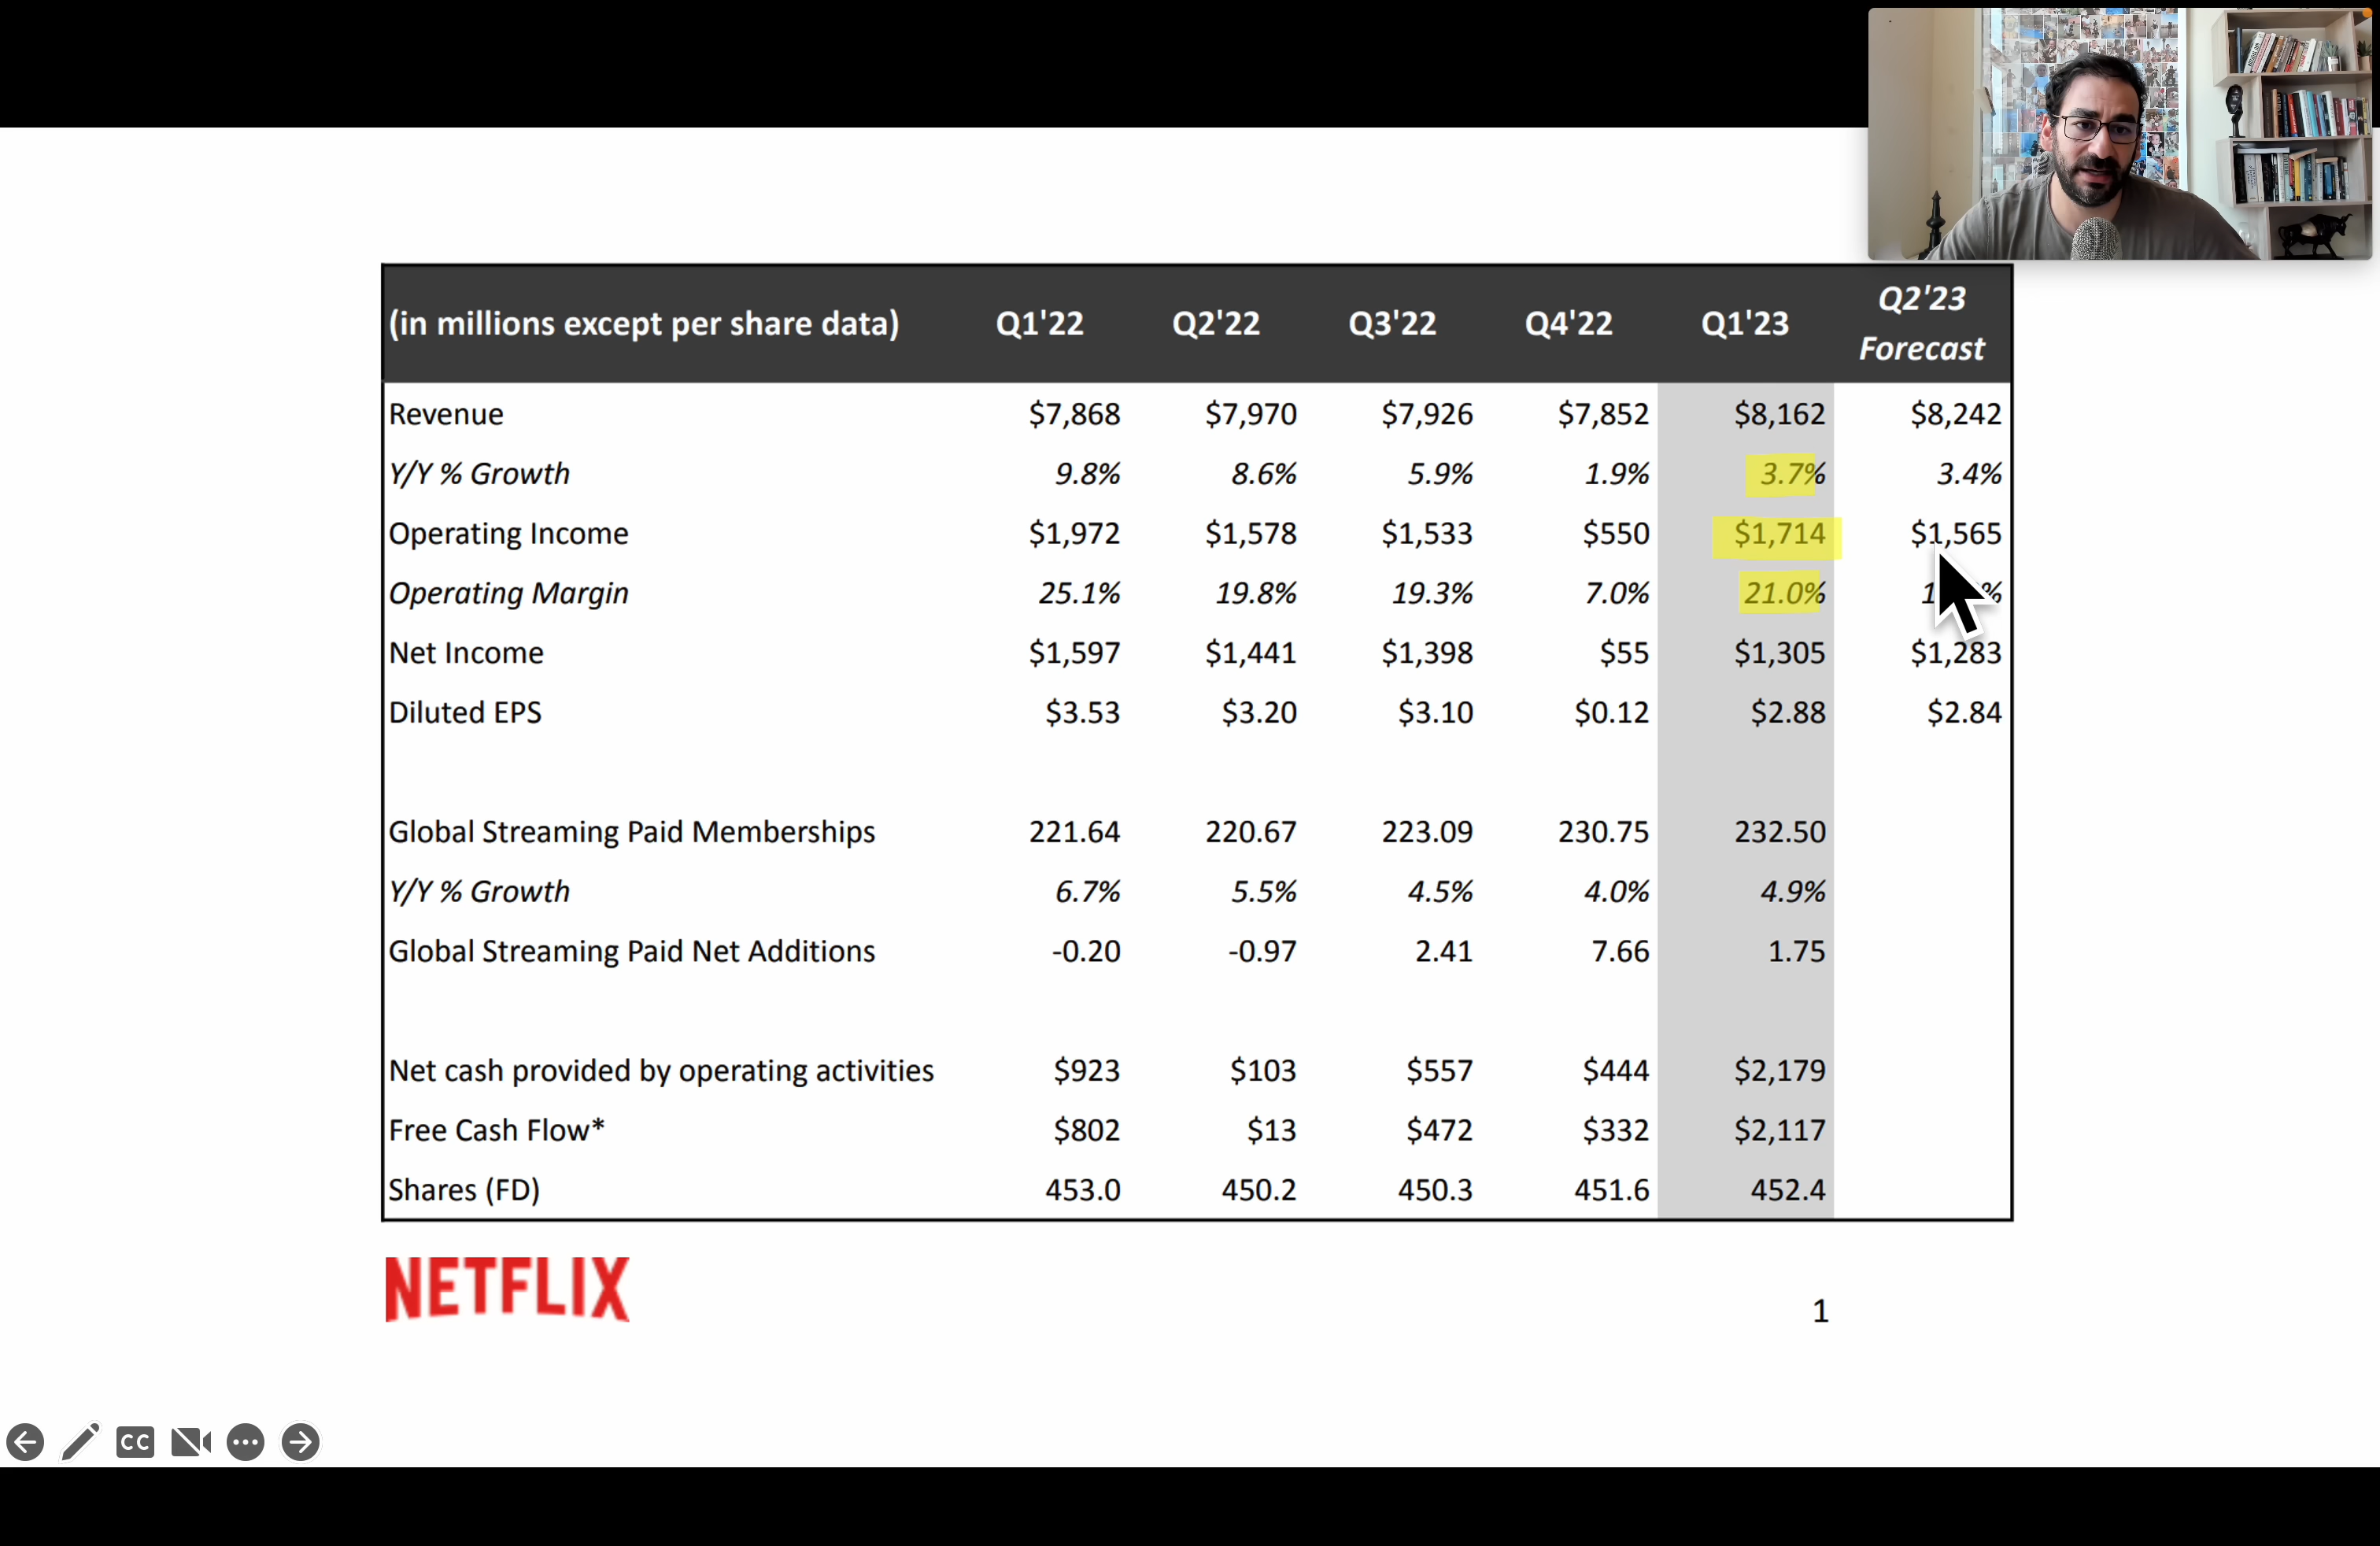 (in millions except per share data) Q1'22 Q2'22 Q3'22 Q4'22 Q1'23 Q2'23 Forecast
Revenue $7,868 $7,970 $7,926 $7,852 $8,162 $8,242
Y/Y % Growth 9.8% 8.6% 5.9% 1.9% 3.7% 3.4%
Operating Income $1,972 $1,578 $1,533 $550 $1,714 $1,565
Operating Margin 25.1% 19.8% 19.3% 7.0% 21.0%
Net Income $1,597 $1,441 $1,398 $55 $1,305 $1,283
Diluted EPS $3.53 $3.20 $3.10 $0.12 $2.88 $2.84
Global Streaming Paid Memberships 221.64 220.67 223.09 230.75 232.50
Y/Y % Growth 6.7% 5.5% 4.5% 4.0% 4.9%
Global Streaming Paid Net Additions -0.20 -0.97 2.41 7.66 1.75
Net cash provided by operating activities $923 $103 $557 $444 $2,179
Free Cash Flow* $802 $13 $472 $332 $2,117
Shares (FD) 453.0 450.2 450.3 451.6 452.4
NETFLIX
1
CC